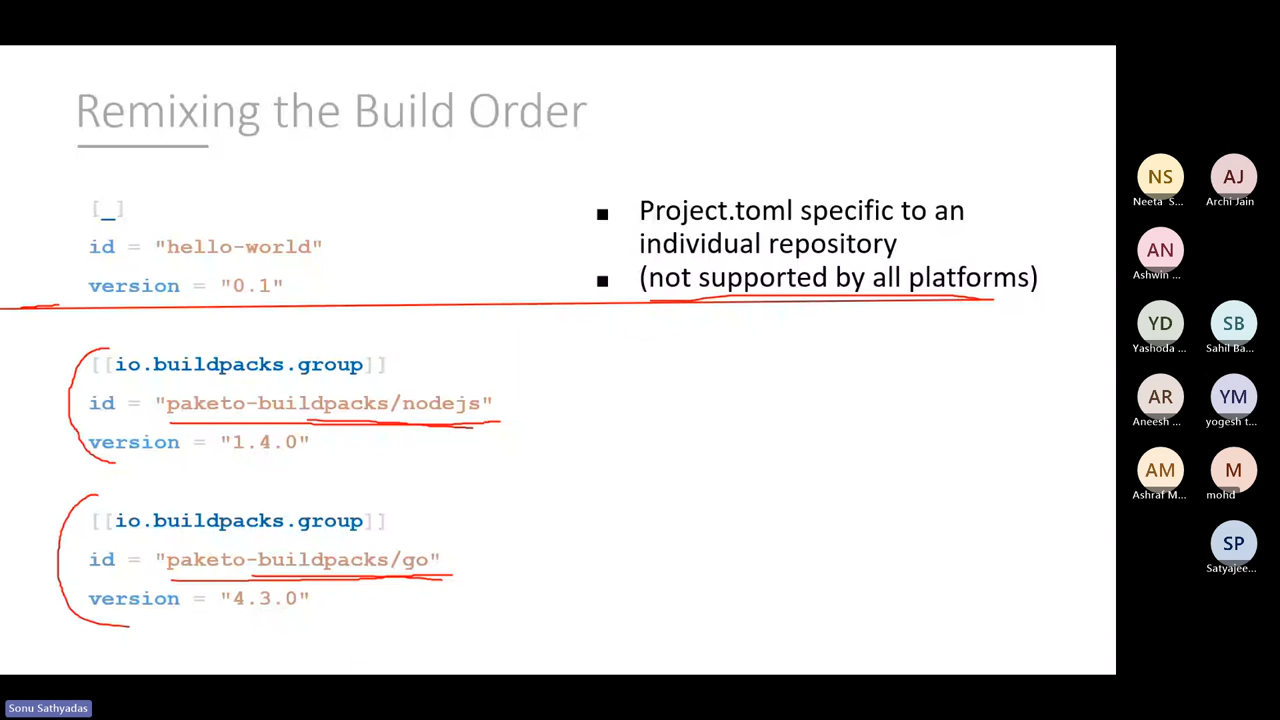 Remixing the Build Order
[_]
id = "hello-world"
version = "0.1"
[[io.buildpacks.group]]
id = "paketo-buildpacks/nodejs"
version = "1.4.0"
[[io.buildpacks.group]]
id = "paketo-buildpacks/go"
version = "4.3.0"
■ Project.toml specific to an
individual repository
■ (not supported by all platforms)
NS
Neeta S...
AJ
Archi Jain
AN
Ashwin ...
YD
Yashoda ...
SB
Sahil Ba...
AR
Aneesh ...
YM
yogesh t...
AM
Ashraf M...
M
mohd
SP
Satyajee...
Sonu Sathyadas